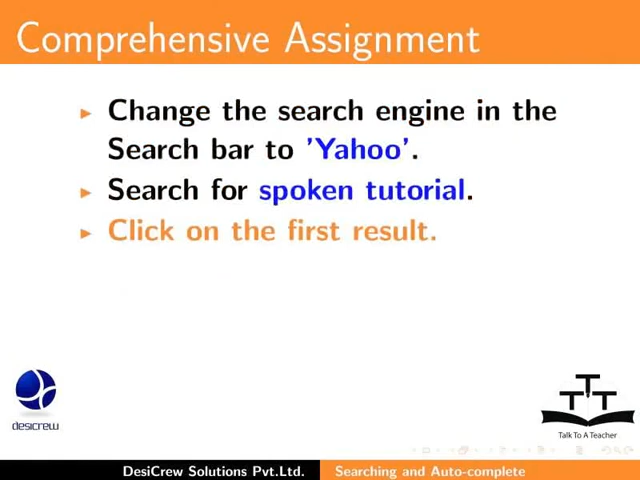 Comprehensive Assignment
Change the search engine in the
Search bar to 'Yahoo'.
Search for spoken tutorial.
Click on the first result.
desicrew
TTT
Talk To A Teacher
DesiCrew Solutions Pvt.Ltd.
Searching and Auto-complete